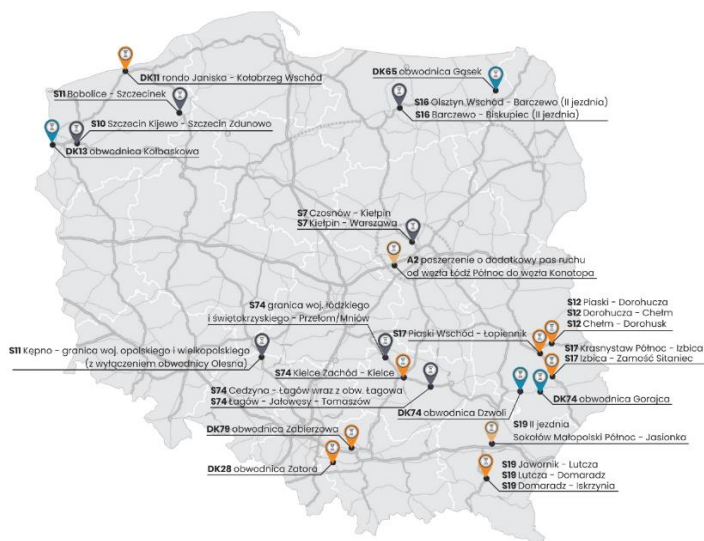 DK11 rondo Janiska - Kołobrzeg Wschód
DK65 obwodnica Gąsek
S11 Bobolice - Szczecinek
S16 Olsztyn Wschód - Barczewo (II jezdnia)
S16 Barczewo - Biskupiec (II jezdnia)
S10 Szczecin Kijewo - Szczecin Zdunowo
DK13 obwodnica Kołbaskowa
S7 Czosnów - Kiełpin
S7 Kiełpin - Warszawa
A2 poszerzenie o dodatkowy pas ruchu
od węzła Łódź Północ do węzła Konotopa
S12 Piaski - Dorohucza
S12 Dorohucza - Chełm
S12 Chełm - Dorohusk
S74 granica woj. łódzkiego
i świętokrzyskiego - Przełom/Mniów
S17 Piaski Wschód - Łopiennik
S17 Krasnystaw Północ - Izbica
S17 Izbica - Zamość Sitaniec
S11 Kępno - granica woj. opolskiego i wielkopolskiego
(z wyłączeniem obwodnicy Olesna)
S74 Kielce Zachód - Kielce
S74 Cedzyna - Łagów wraz z obw. Łagowa
S74 Łagów - Jałowęsy - Tomaszów
DK74 obwodnica Dzwoli
DK74 obwodnica Gorajca
S19 II jezdnia
Sokołów Małopolski Północ - Jasionka
DK79 obwodnica Zabierzowa
DK28 obwodnica Zatora
S19 Jawornik - Lutcza
S19 Lutcza - Domaradz
S19 Domaradz - Iskrzynia